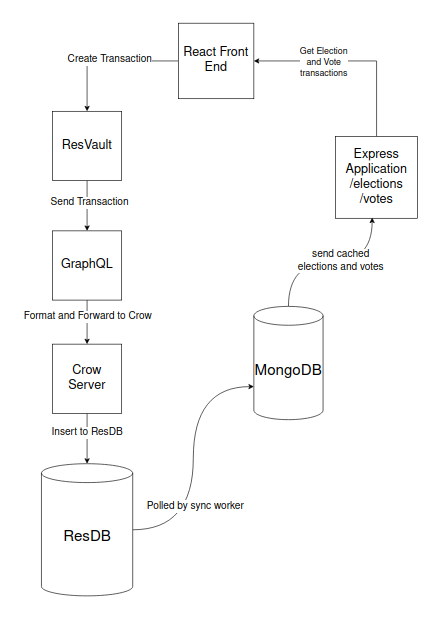 React Front
End
Create Transaction
Get Election
and Vote
transactions
ResVault
Express
Application
/elections
/votes
Send Transaction
GraphQL
send cached
elections and votes
Format and Forward to Crow
Crow
Server
MongoDB
Insert to ResDB
Polled by sync worker
ResDB